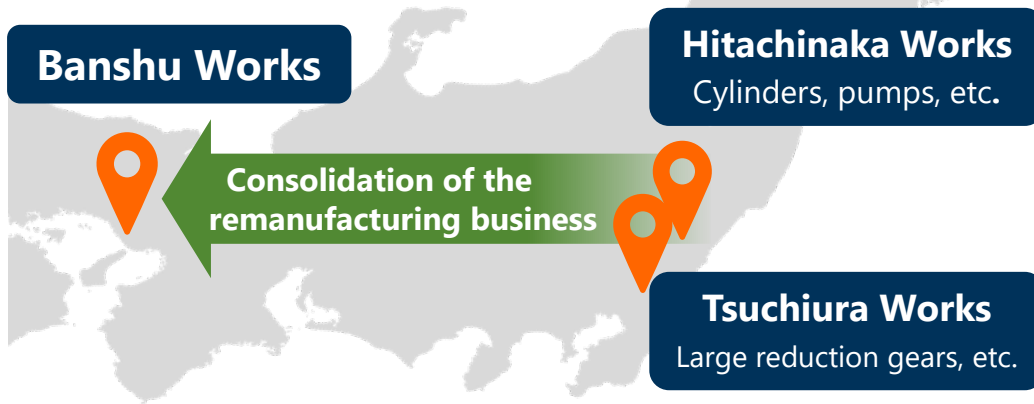 Banshu Works
Hitachinaka Works
Cylinders, pumps, etc.
Consolidation of the
remanufacturing business
Tsuchiura Works
Large reduction gears, etc.